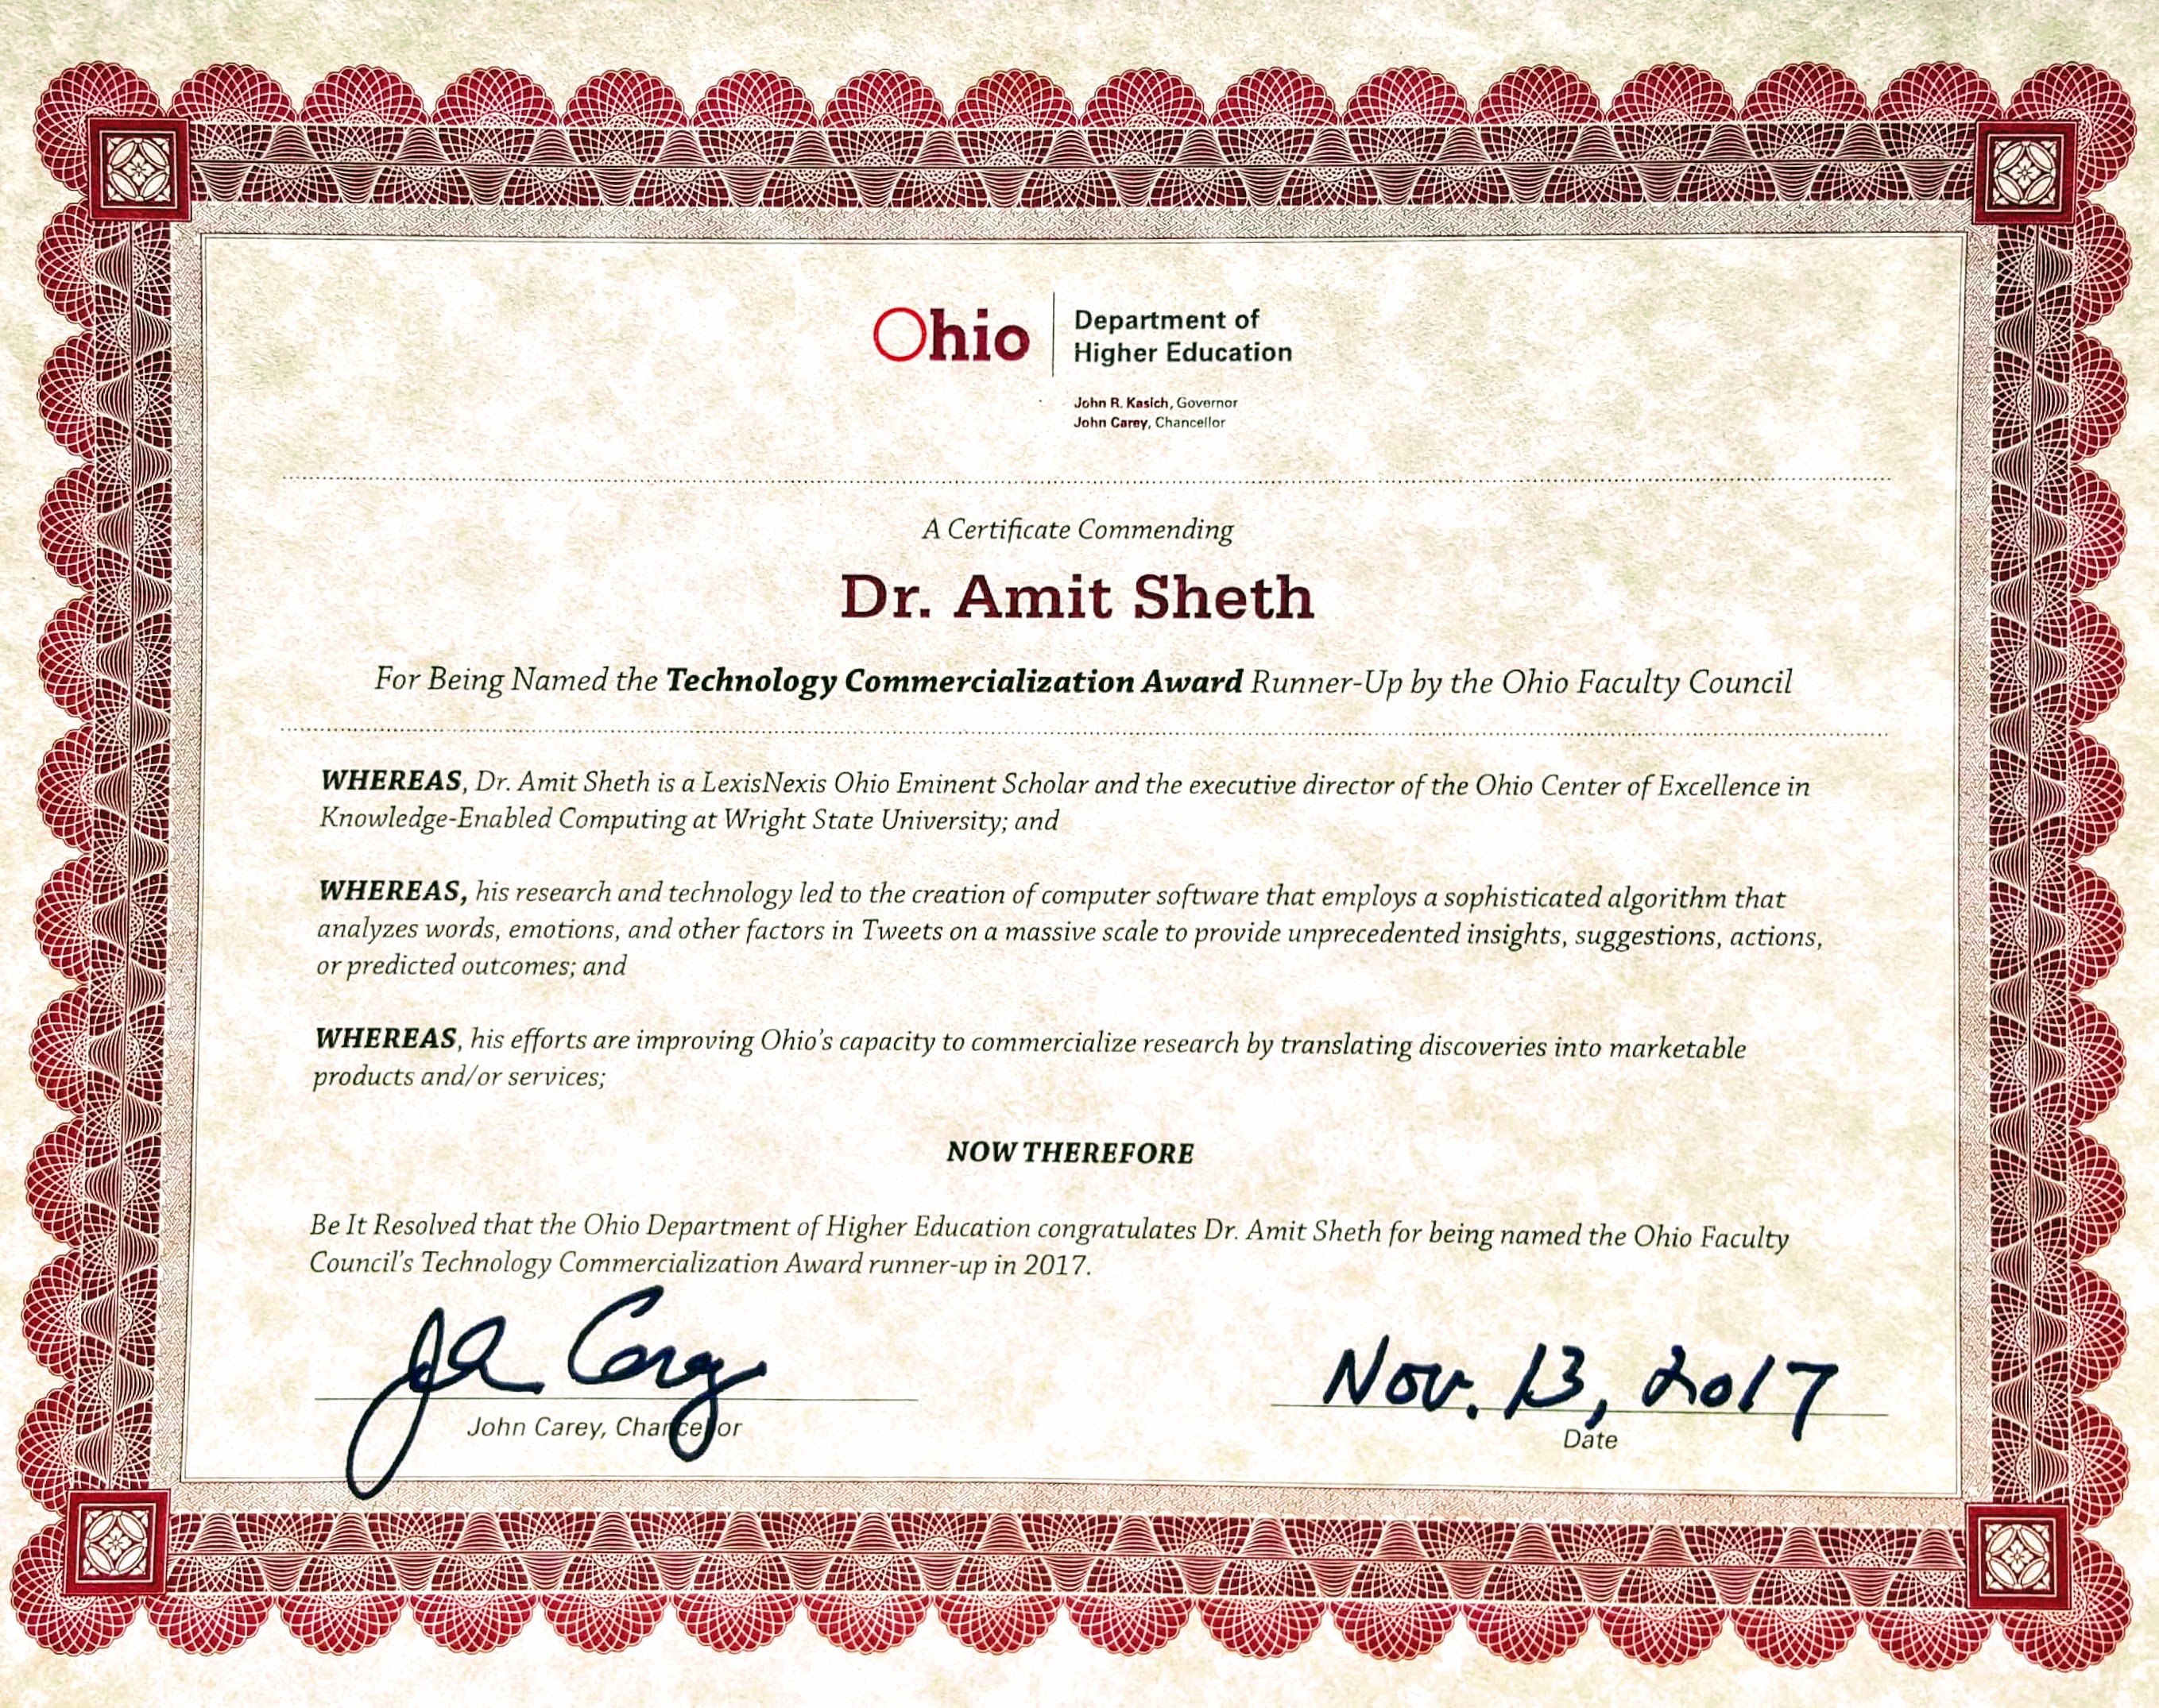 Ohio
Department of
Higher Education
John R. Kasich, Governor
John Carey, Chancellor
A Certificate Commending
Dr. Amit Sheth
For Being Named the Technology Commercialization Award Runner-Up by the Ohio Faculty Council
WHEREAS, Dr. Amit Sheth is a LexisNexis Ohio Eminent Scholar and the executive director of the Ohio Center of Excellence in
Knowledge-Enabled Computing at Wright State University; and
WHEREAS, his research and technology led to the creation of computer software that employs a sophisticated algorithm that
analyzes words, emotions, and other factors in Tweets on a massive scale to provide unprecedented insights, suggestions, actions,
or predicted outcomes; and
WHEREAS, his efforts are improving Ohio's capacity to commercialize research by translating discoveries into marketable
products and/or services;
NOW THEREFORE
Be It Resolved that the Ohio Department of Higher Education congratulates Dr. Amit Sheth for being named the Ohio Faculty
Council's Technology Commercialization Award runner-up in 2017.
John Carey
John Carey, Chancellor
Nov. 13, 2017
Date